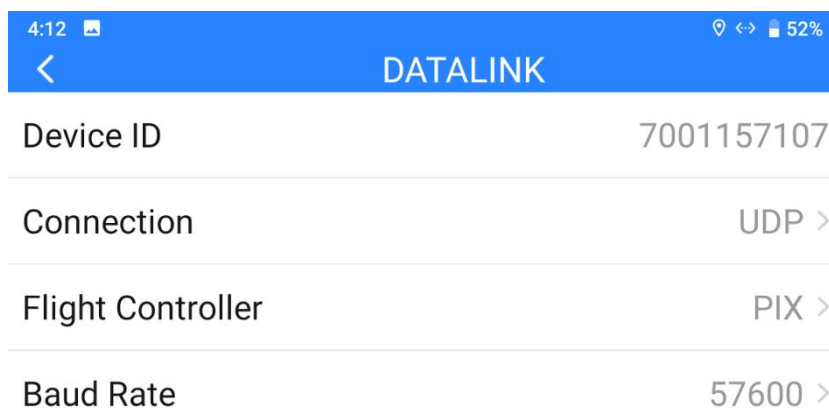 4:12 52%
DATALINK
Device ID 7001157107
Connection UDP
Flight Controller PIX
Baud Rate 57600